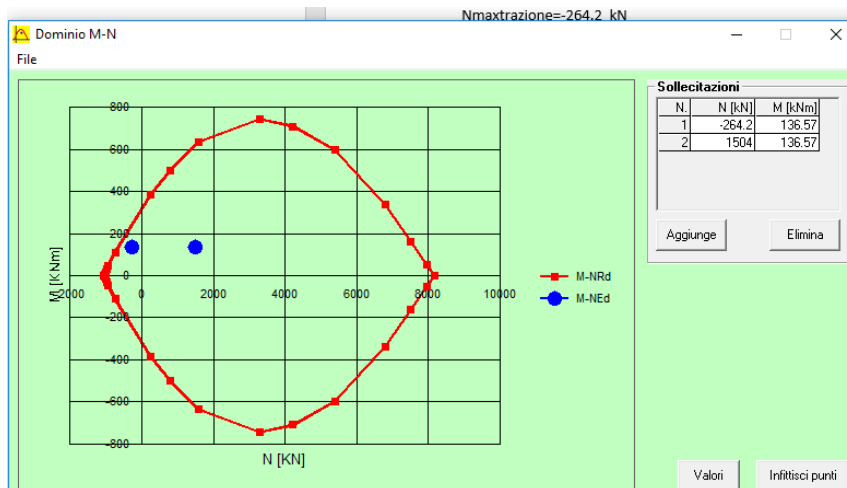 Nmaxtrazione=-264.2 kN
Dominio M-N
File
Sollecitazioni
N. N [kN] M [kNm]
1 -264.2 136.57
2 1504 136.57
Aggiunge Elimina
800
600
400
200
0
-200
-400
-600
-800
M [KNm]
2000 0 2000 4000 6000 8000 10000
N [KN]
M-NRd
M-NEd
Valori Infittisci punti